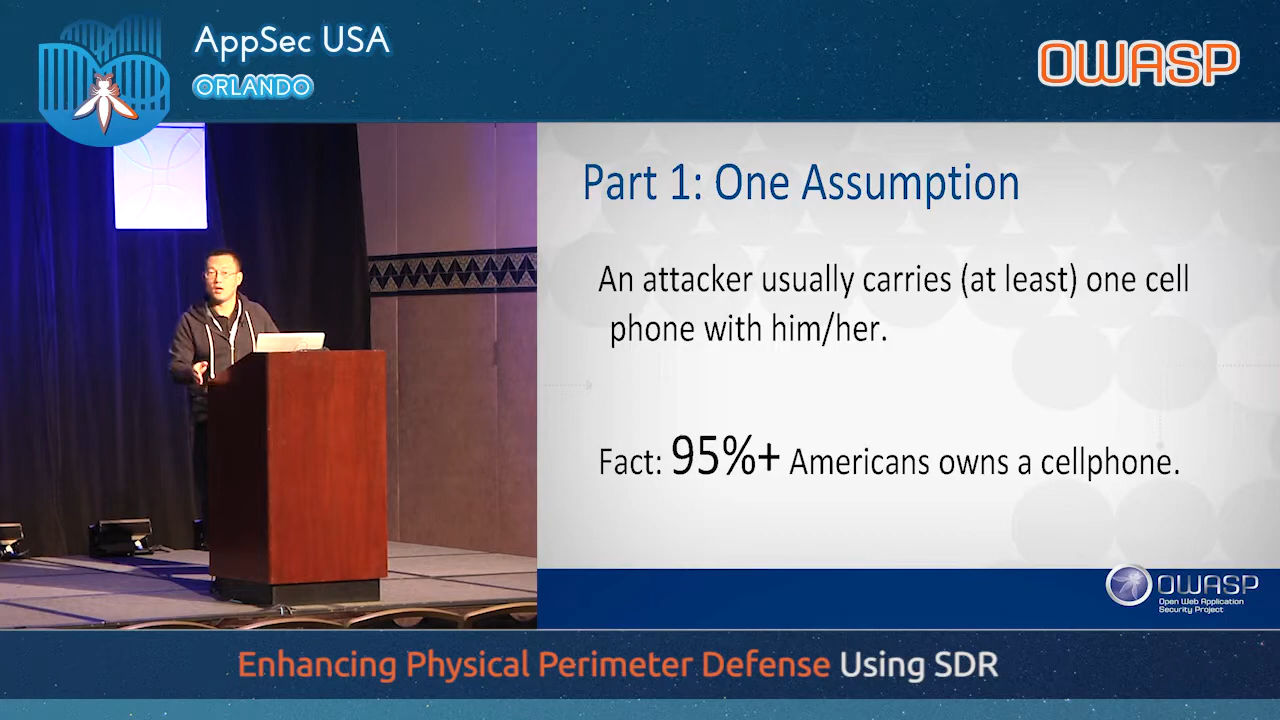 AppSec USA
ORLANDO
OWASP
Part 1: One Assumption
An attacker usually carries (at least) one cell
phone with him/her.
Fact: 95%+ Americans owns a cellphone.
OWASP
Open Web Application
Security Project
Enhancing Physical Perimeter Defense Using SDR